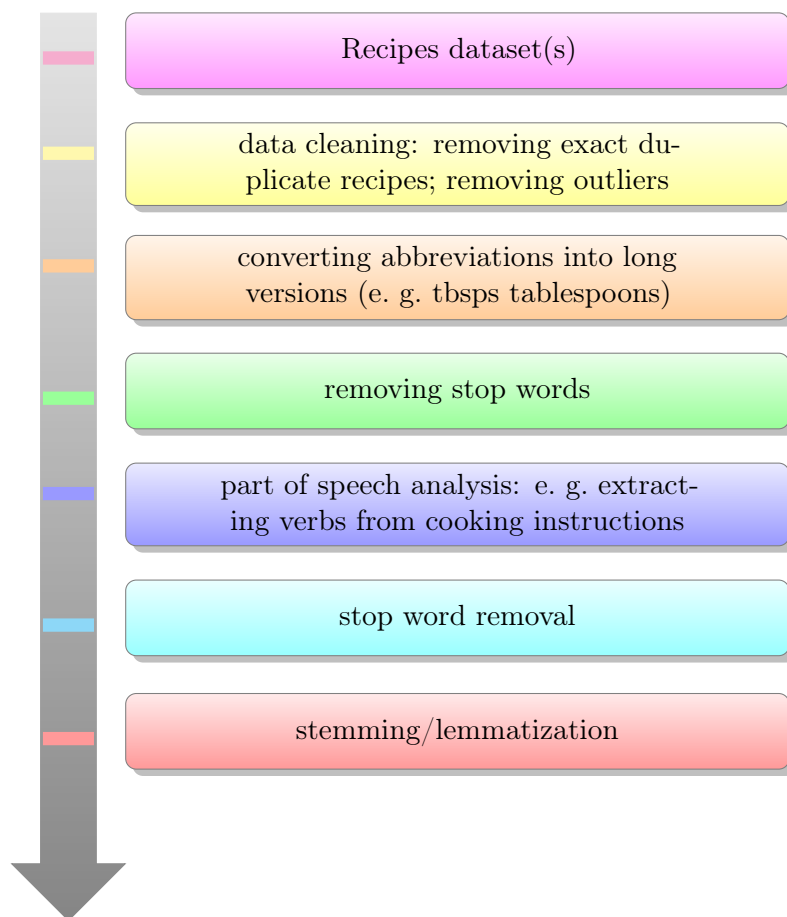 Recipes dataset(s)
data cleaning: removing exact du-
plicate recipes; removing outliers
converting abbreviations into long
versions (e. g. tbsps tablespoons)
removing stop words
part of speech analysis: e. g. extract-
ing verbs from cooking instructions
stop word removal
stemming/lemmatization